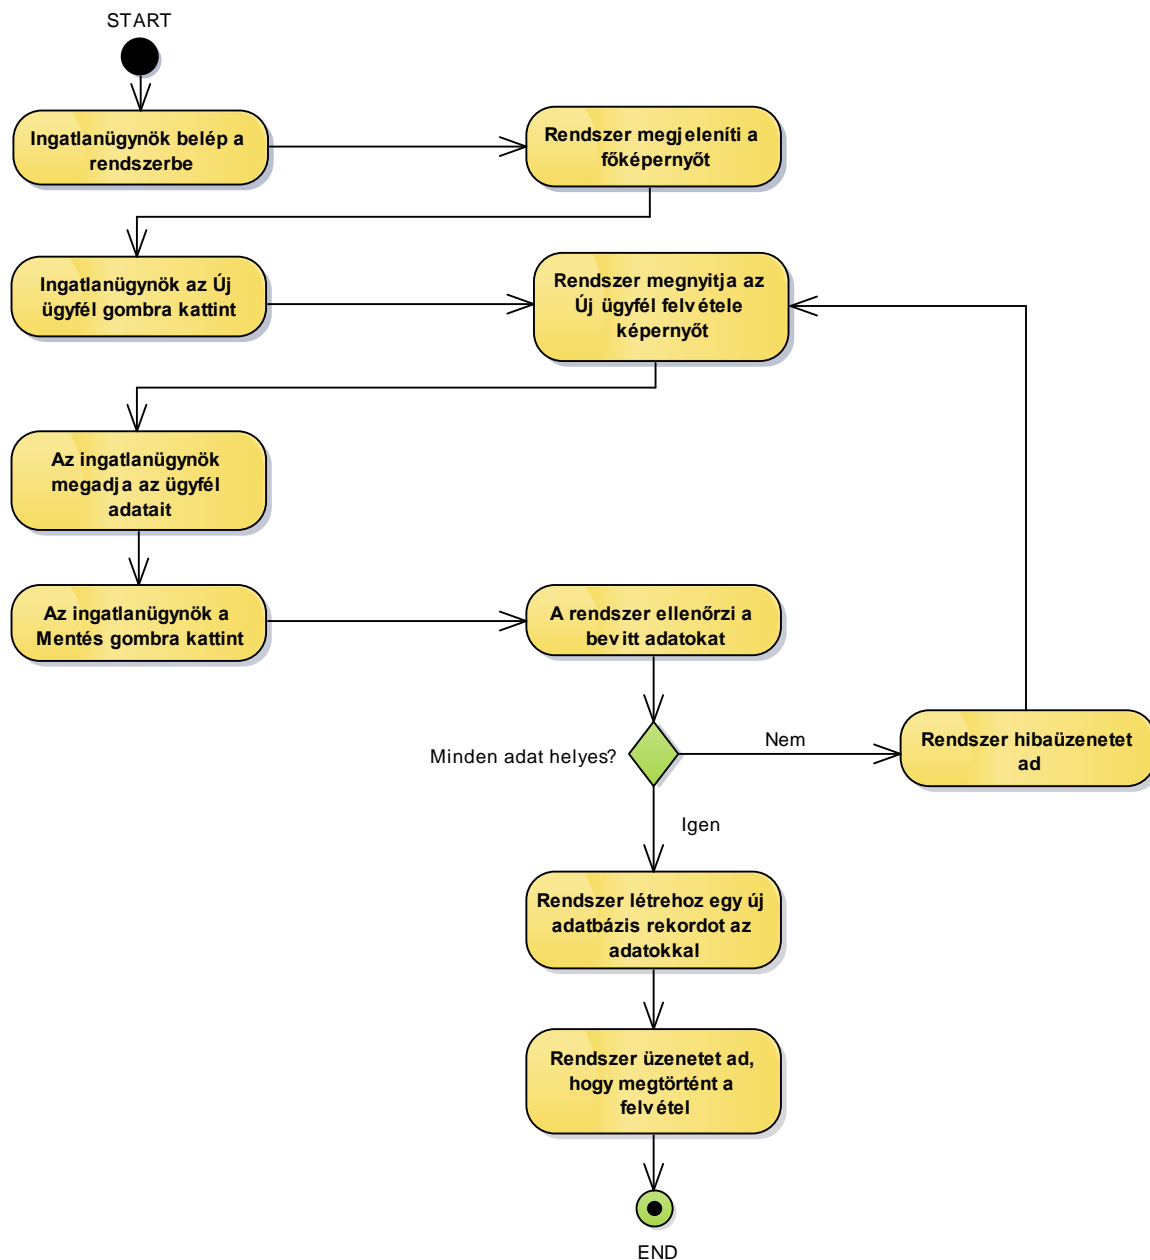 START
Ingatlanügynök belép a
rendszerbe
Rendszer megjeleníti a
főképernyőt
Ingatlanügynök az Új
ügyfél gombra kattint
Rendszer megnyitja az
Új ügyfél felvétele
képernyőt
Az ingatlanügynök
megadja az ügyfél
adatait
Az ingatlanügynök a
Mentés gombra kattint
A rendszer ellenőrzi a
bevitt adatokat
Minden adat helyes?
Nem
Rendszer hibaüzenetet
ad
Igen
Rendszer létrehoz egy új
adatbázis rekordot az
adatokkal
Rendszer üzenetet ad,
hogy megtörtént a
felvétel
END